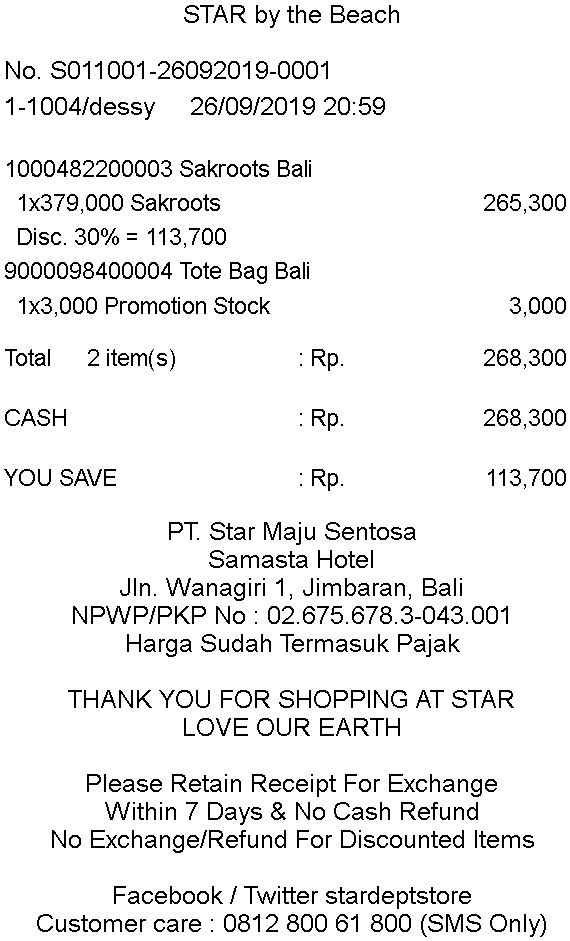 STAR by the Beach
No. S011001-26092019-0001
1-1004/dessy 26/09/2019 20:59
1000482200003 Sakroots Bali
1x379,000 Sakroots 265,300
Disc. 30% = 113,700
9000098400004 Tote Bag Bali
1x3,000 Promotion Stock 3,000
Total 2 item(s) : Rp. 268,300
CASH : Rp. 268,300
YOU SAVE : Rp. 113,700
PT. Star Maju Sentosa
Samasta Hotel
Jln. Wanagiri 1, Jimbaran, Bali
NPWP/PKP No : 02.675.678.3-043.001
Harga Sudah Termasuk Pajak
THANK YOU FOR SHOPPING AT STAR
LOVE OUR EARTH
Please Retain Receipt For Exchange
Within 7 Days & No Cash Refund
No Exchange/Refund For Discounted Items
Facebook / Twitter stardeptstore
Customer care : 0812 800 61 800 (SMS Only)